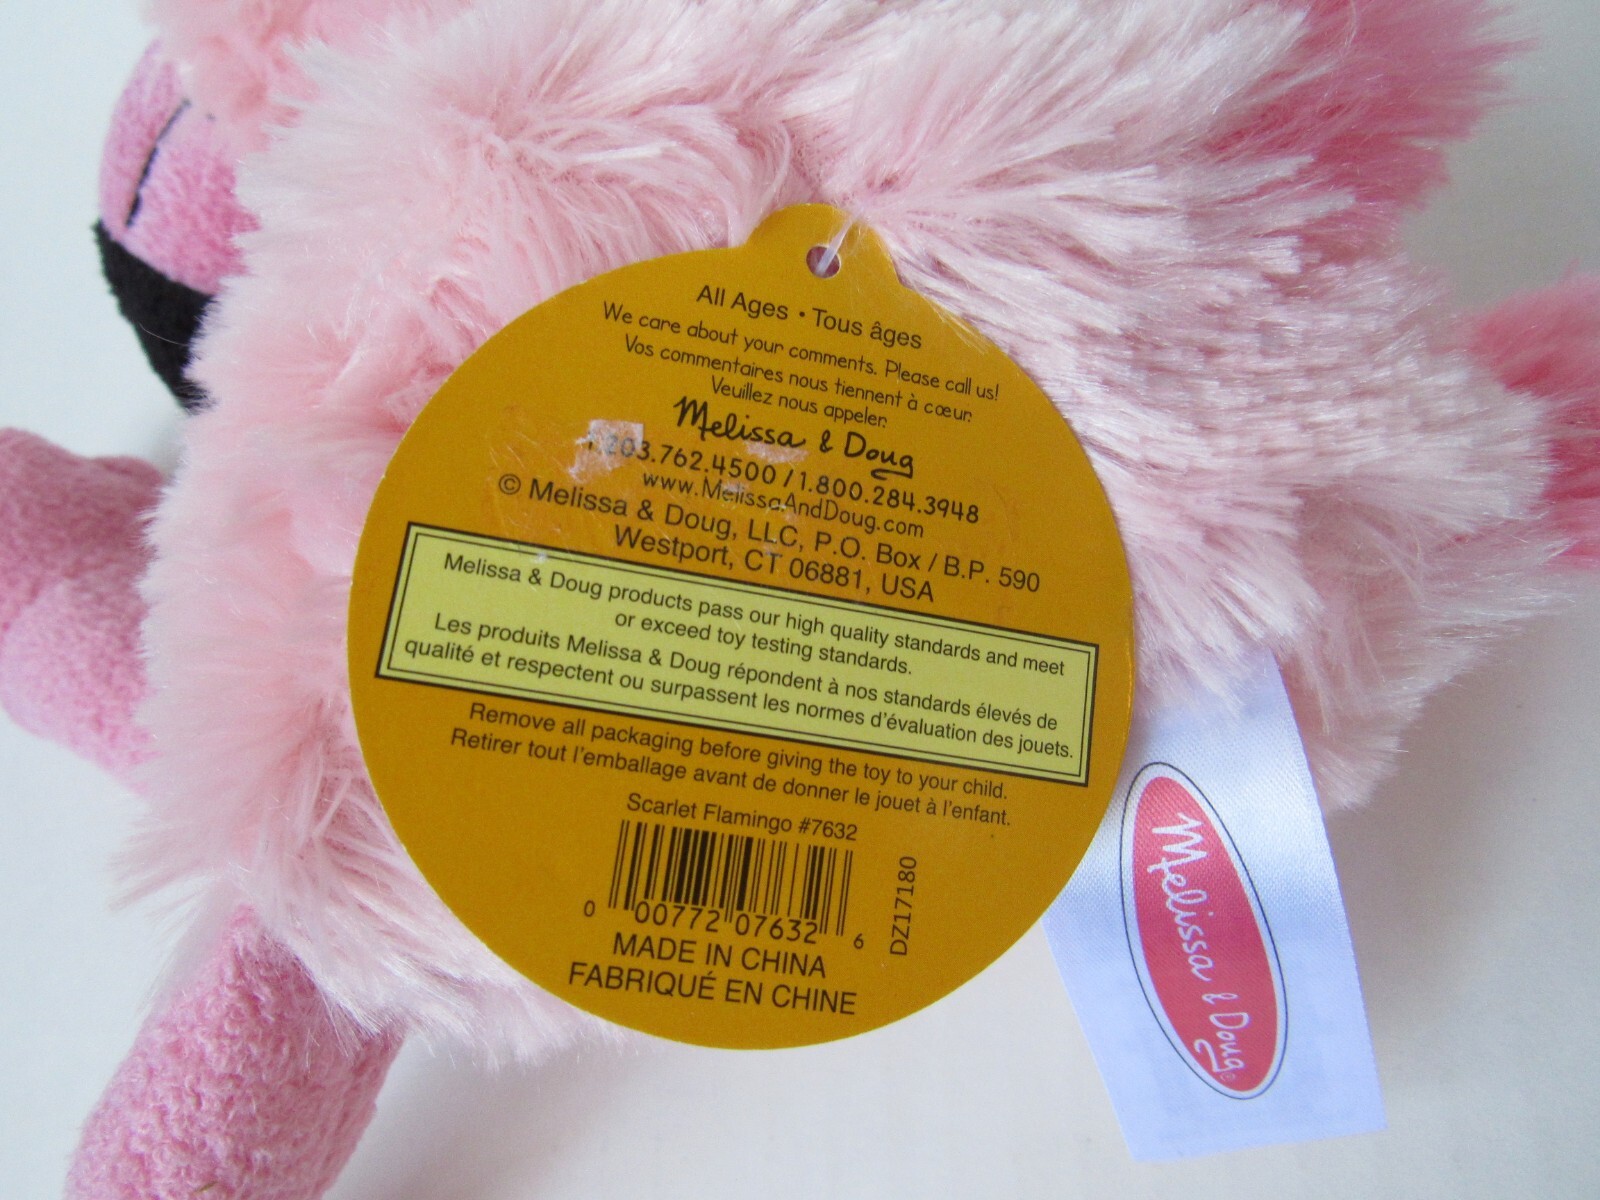 All Ages • Tous âges
We care about your comments. Please call us!
Vos commentaires nous tiennent à cœur.
Veuillez nous appeler.
Melissa & Doug
1.203.762.4500 / 1.800.284.3948
www.MelissaAndDoug.com
© Melissa & Doug, LLC, P.O. Box / B.P. 590
Westport, CT 06881, USA
Melissa & Doug products pass our high quality standards and meet
or exceed toy testing standards.
Les produits Melissa & Doug répondent à nos standards élevés de
qualité et respectent ou surpassent les normes d'évaluation des jouets.
Remove all packaging before giving the toy to your child.
Retirer tout l'emballage avant de donner le jouet à l'enfant.
Scarlet Flamingo #7632
0 00772 07632 6
DZ17180
MADE IN CHINA
FABRIQUÉ EN CHINE
Melissa & Doug®